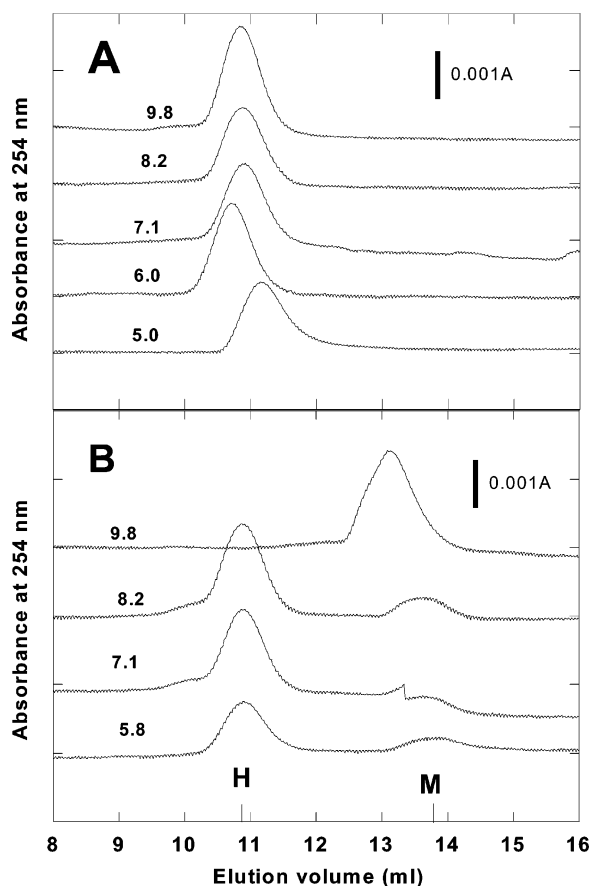 A
0.001A
9.8
8.2
7.1
6.0
5.0
Absorbance at 254 nm
B
0.001A
9.8
8.2
7.1
5.8
H
M
Absorbance at 254 nm
8 9 10 11 12 13 14 15 16
Elution volume (ml)